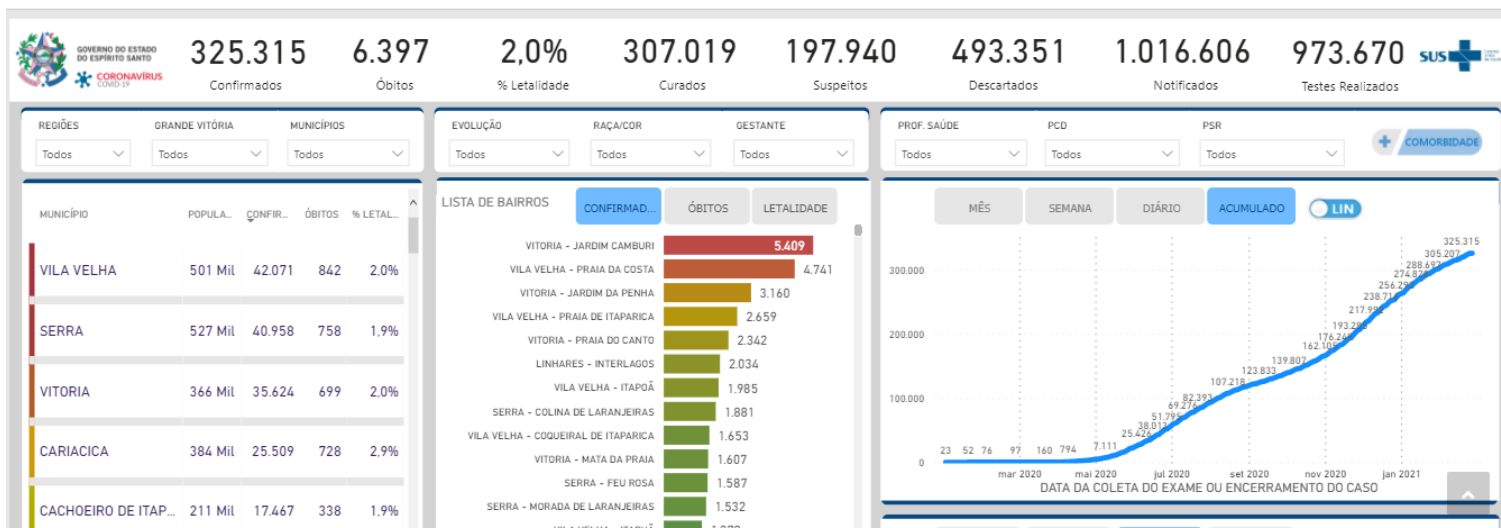 GOVERNO DO ESTADO
DO ESPÍRITO SANTO
CORONAVÍRUS
COVID-19
325.315
Confirmados
6.397
Óbitos
2,0%
% Letalidade
307.019
Curados
197.940
Suspeitos
493.351
Descartados
1.016.606
Notificados
973.670
Testes Realizados
SUS
REGIÕES
Todos
GRANDE VITÓRIA
Todos
MUNICÍPIOS
Todos
EVOLUÇÃO
Todos
RAÇA/COR
Todos
GESTANTE
Todos
PROF. SAÚDE
Todos
PCD
Todos
PSR
Todos
+ COMORBIDADE
MUNICÍPIO POPULA... CONFIR... ÓBITOS % LETAL...
VILA VELHA 501 Mil 42.071 842 2,0%
SERRA 527 Mil 40.958 758 1,9%
VITORIA 366 Mil 35.624 699 2,0%
CARIACICA 384 Mil 25.509 728 2,9%
CACHOEIRO DE ITAP... 211 Mil 17.467 338 1,9%
LISTA DE BAIRROS
CONFIRMAD... ÓBITOS LETALIDADE
VITORIA - JARDIM CAMBURI 5.409
VILA VELHA - PRAIA DA COSTA 4.741
VITORIA - JARDIM DA PENHA 3.160
VILA VELHA - PRAIA DE ITAPARICA 2.659
VITORIA - PRAIA DO CANTO 2.342
LINHARES - INTERLAGOS 2.034
VILA VELHA - ITAPOÃ 1.985
SERRA - COLINA DE LARANJEIRAS 1.881
VILA VELHA - COQUEIRAL DE ITAPARICA 1.653
VITORIA - MATA DA PRAIA 1.607
SERRA - FEU ROSA 1.587
SERRA - MORADA DE LARANJEIRAS 1.532
MÊS SEMANA DIÁRIO ACUMULADO LIN
325.315
305.207
288.697
256.29
238.71
217.99
193.28
176.24
162.105
139.807
123.833
107.218
82.393
69.276
51.795
38.013
25.426
7.111
23 52 76 97 160 794
300.000
200.000
100.000
0
mar 2020 mai 2020 jul 2020 set 2020 nov 2020 jan 2021
DATA DA COLETA DO EXAME OU ENCERRAMENTO DO CASO